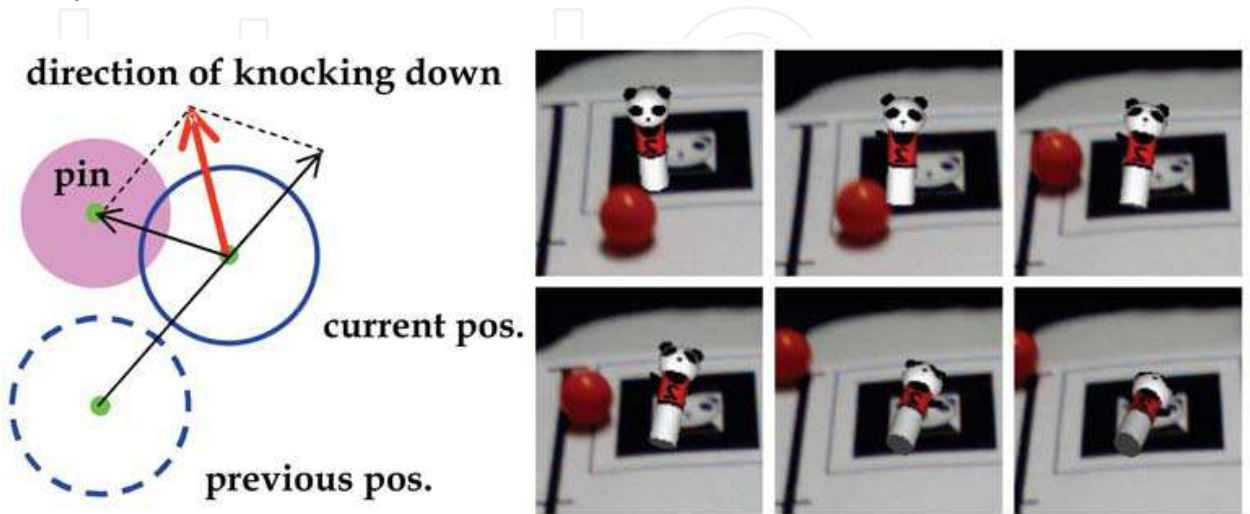 direction of knocking down
pin
current pos.
previous pos.